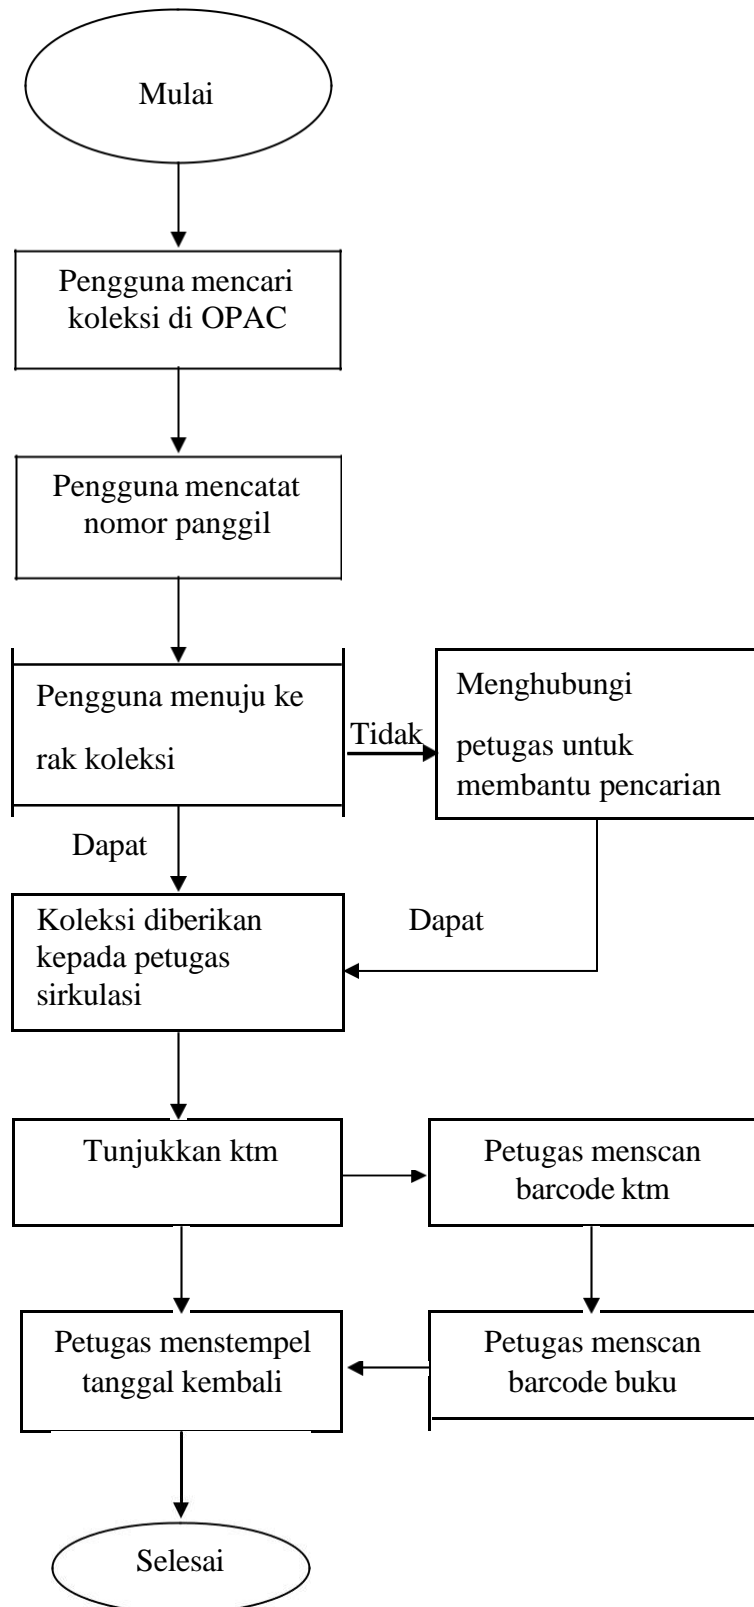 Mulai
Pengguna mencari
koleksi di OPAC
Pengguna mencatat
nomor panggil
Pengguna menuju ke
rak koleksi
Tidak
Menghubungi
petugas untuk
membantu pencarian
Dapat
Koleksi diberikan
kepada petugas
sirkulasi
Dapat
Tunjukkan ktm
Petugas menscan
barcode ktm
Petugas menstempel
tanggal kembali
Petugas menscan
barcode buku
Selesai